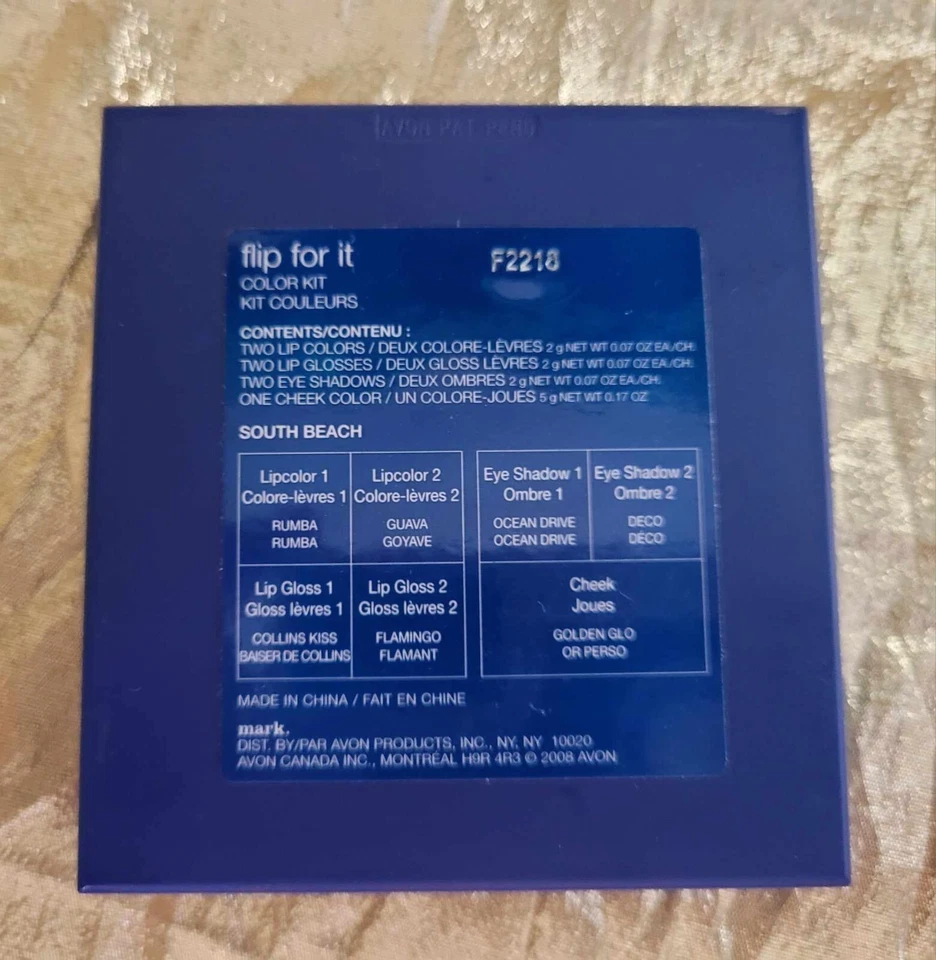 AVON PAT PEND
flip for it
F2218
COLOR KIT
KIT COULEURS
CONTENTS/CONTENU :
TWO LIP COLORS / DEUX COLORE-LÈVRES 2 g NET WT 0.07 OZ EA./CH.
TWO LIP GLOSSES / DEUX GLOSS LÈVRES 2 g NET WT 0.07 OZ EA./CH.
TWO EYE SHADOWS / DEUX OMBRES 2 g NET WT 0.07 OZ EA./CH.
ONE CHEEK COLOR / UN COLORE-JOUES 5 g NET WT 0.17 OZ
SOUTH BEACH
Lipcolor 1
Colore-lèvres 1
RUMBA
RUMBA
Lipcolor 2
Colore-lèvres 2
GUAVA
GOYAVE
Eye Shadow 1
Ombre 1
OCEAN DRIVE
OCEAN DRIVE
Eye Shadow 2
Ombre 2
DECO
DÉCO
Lip Gloss 1
Gloss lèvres 1
COLLINS KISS
BAISER DE COLLINS
Lip Gloss 2
Gloss lèvres 2
FLAMINGO
FLAMANT
Cheek
Joues
GOLDEN GLO
OR PERSO
MADE IN CHINA / FAIT EN CHINE
mark.
DIST. BY/PAR AVON PRODUCTS, INC., NY, NY 10020
AVON CANADA INC., MONTRÉAL H9R 4R3 © 2008 AVON